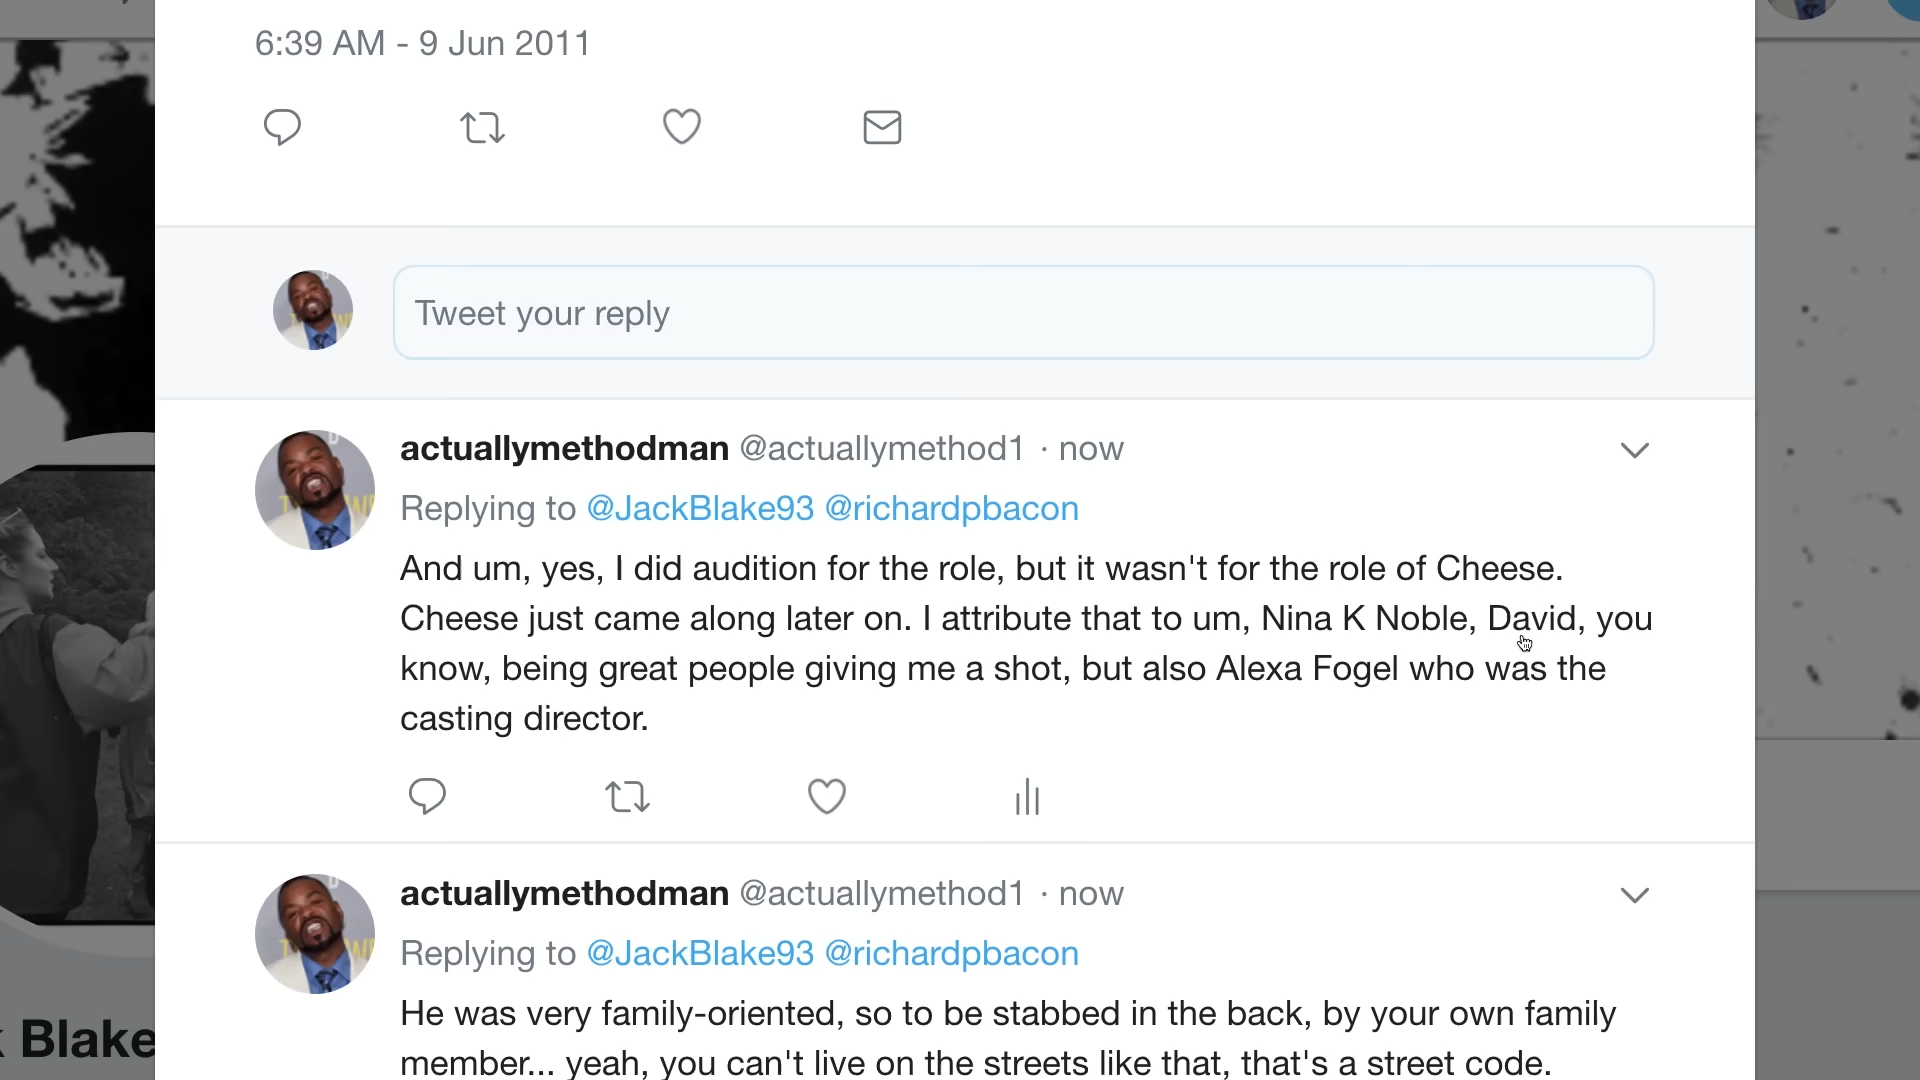 6:39 AM - 9 Jun 2011
Tweet your reply
actuallymethodman @actuallymethod1 · now
Replying to @JackBlake93 @richardpbacon
And um, yes, I did audition for the role, but it wasn't for the role of Cheese.
Cheese just came along later on. I attribute that to um, Nina K Noble, David, you
know, being great people giving me a shot, but also Alexa Fogel who was the
casting director.
actuallymethodman @actuallymethod1 · now
Replying to @JackBlake93 @richardpbacon
He was very family-oriented, so to be stabbed in the back, by your own family
member... yeah, you can't live on the streets like that, that's a street code.
Blake